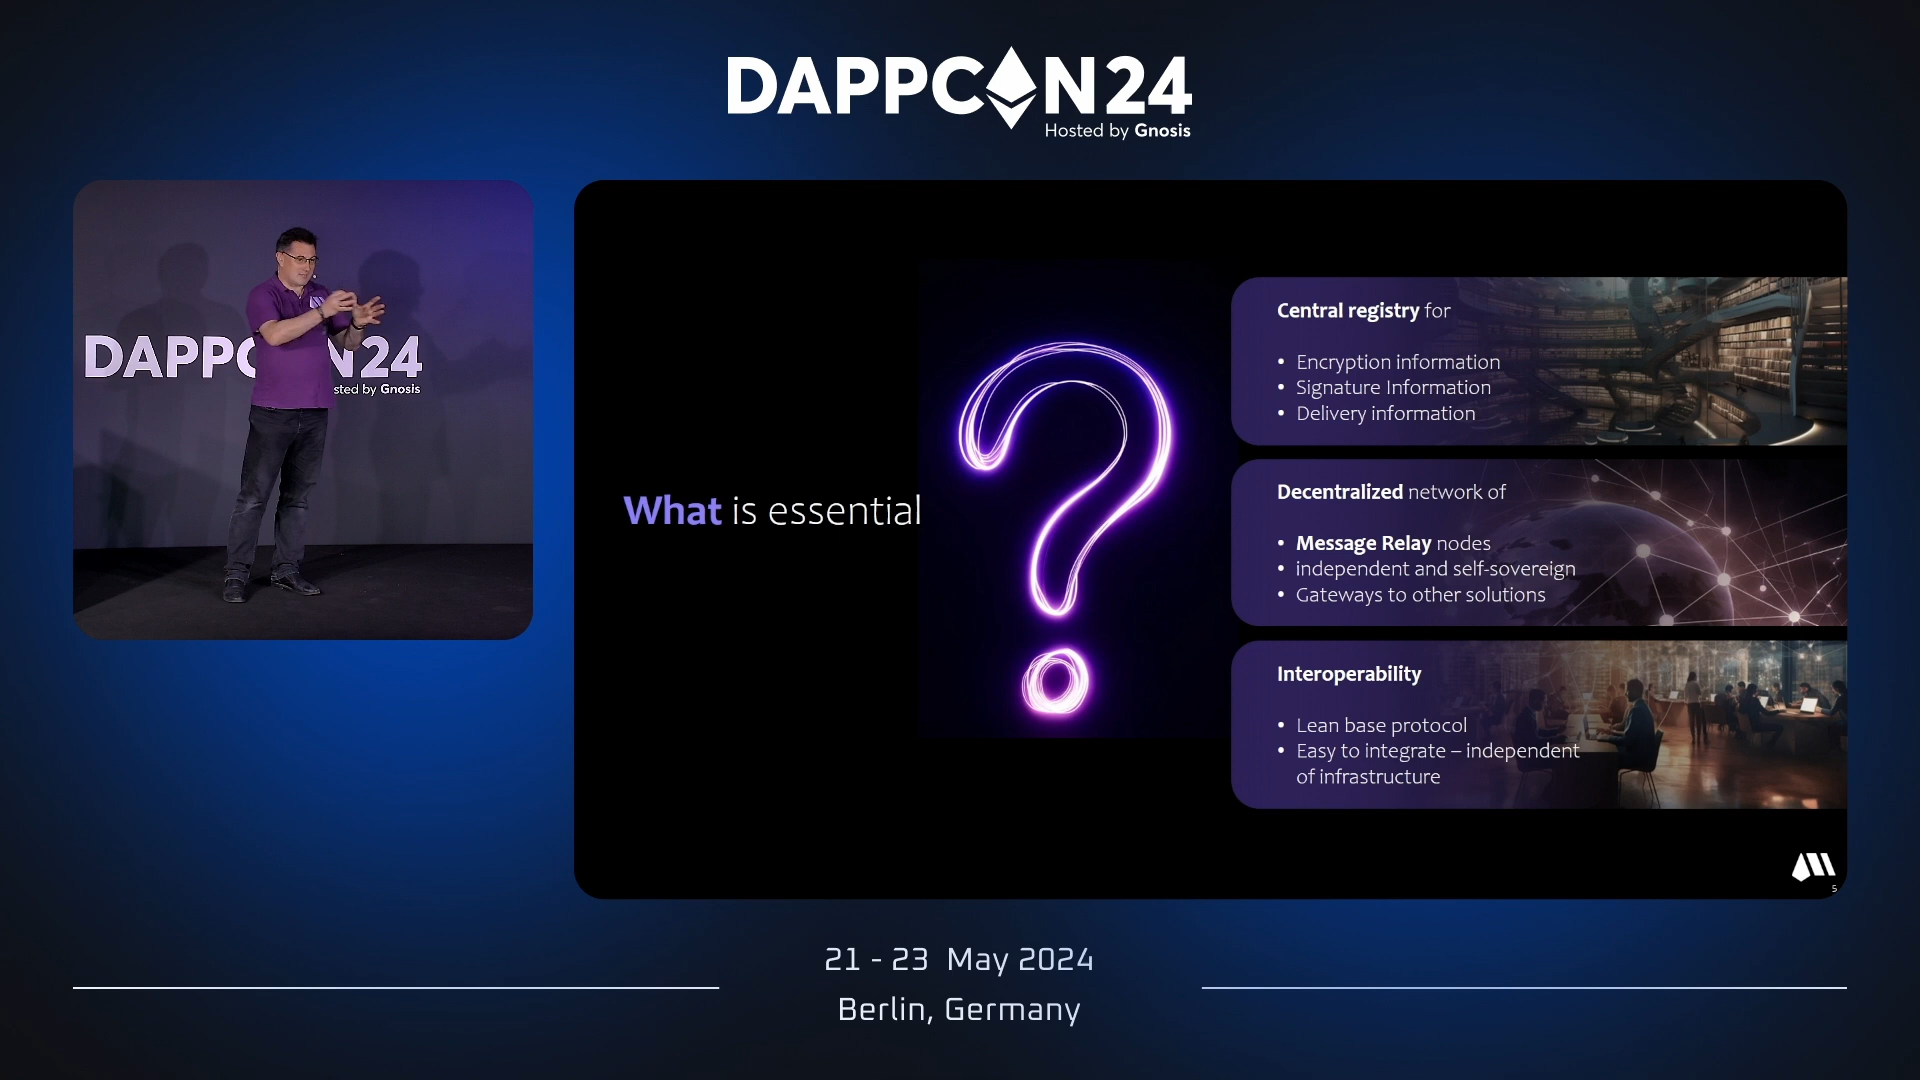 DAPPCON24
Hosted by Gnosis
DAPPC N24
sted by Gnosis
What is essential
Central registry for
• Encryption information
• Signature Information
• Delivery information
Decentralized network of
• Message Relay nodes
• independent and self-sovereign
• Gateways to other solutions
Interoperability
• Lean base protocol
• Easy to integrate – independent
of infrastructure
5
21 - 23 May 2024
Berlin, Germany